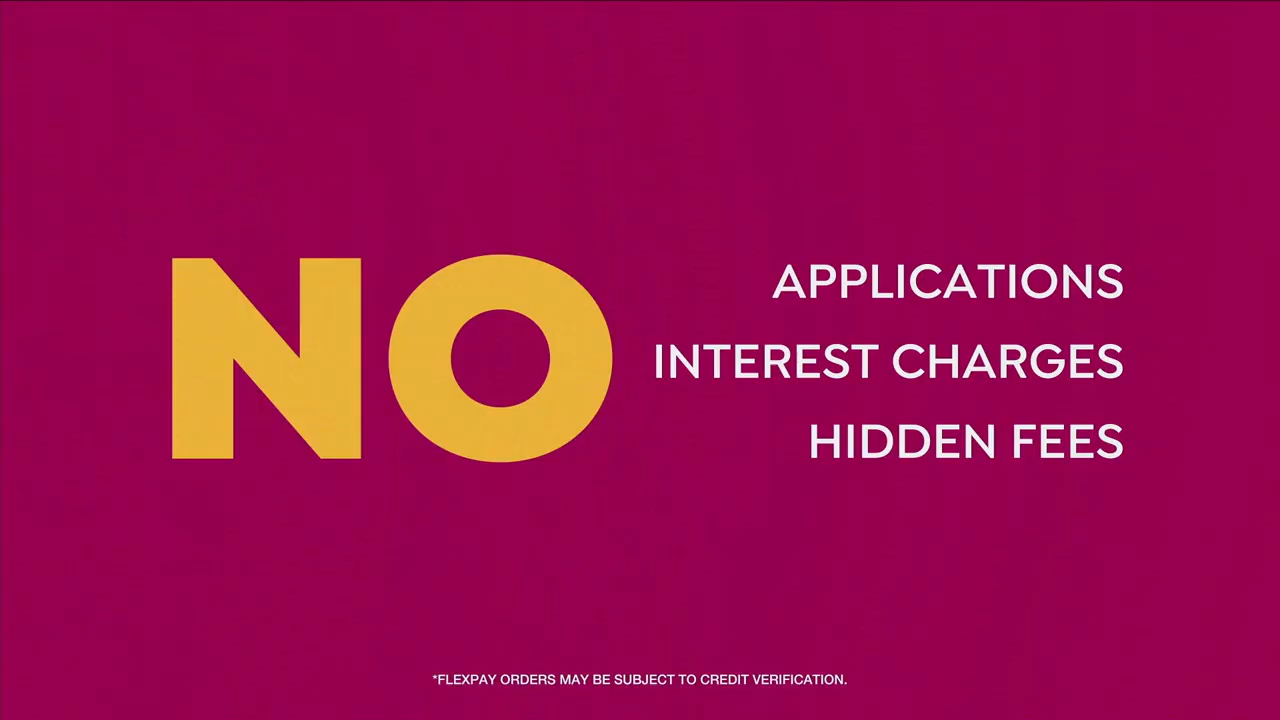 NO
APPLICATIONS
INTEREST CHARGES
HIDDEN FEES
*FLEXPAY ORDERS MAY BE SUBJECT TO CREDIT VERIFICATION.